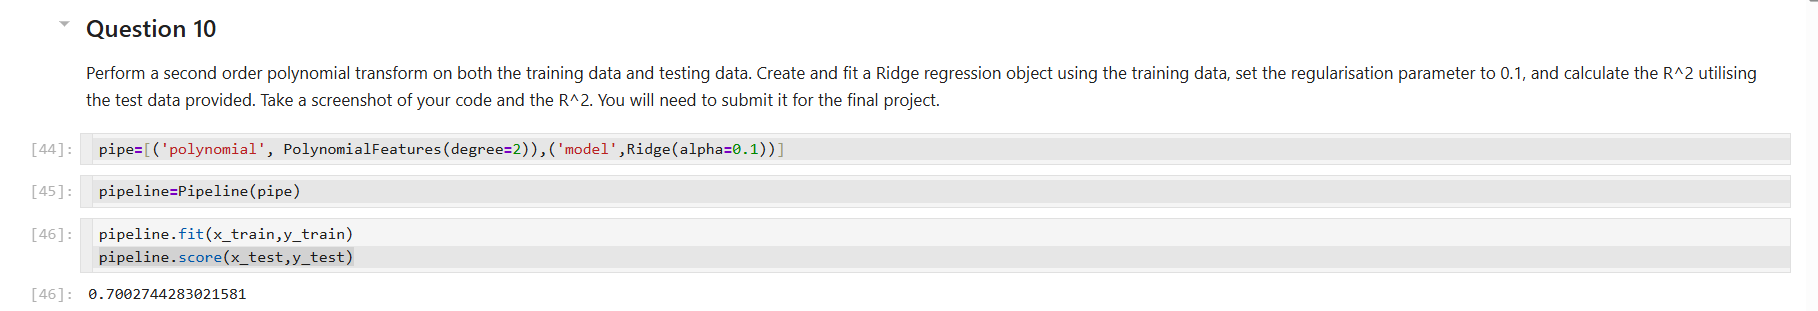 Question 10
Perform a second order polynomial transform on both the training data and testing data. Create and fit a Ridge regression object using the training data, set the regularisation parameter to 0.1, and calculate the R^2 utilising
the test data provided. Take a screenshot of your code and the R^2. You will need to submit it for the final project.
[44]: pipe=[('polynomial', PolynomialFeatures(degree=2)),('model',Ridge(alpha=0.1))]
[45]: pipeline=Pipeline(pipe)
[46]: pipeline.fit(x_train,y_train)
pipeline.score(x_test,y_test)
[46]: 0.7002744283021581